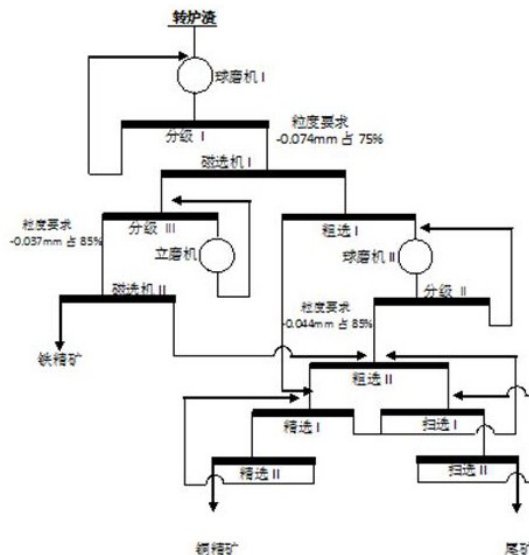 转炉渣
球磨机 I
分级 I
粒度要求
-0.074mm 占 75%
磁选机 I
粒度要求
-0.037mm 占 85%
分级 III
立磨机
粗选 I
球磨机 II
磁选机 II
粒度要求
-0.044mm 占 85%
分级 II
铁精矿
粗选 II
精选 I
扫选 I
精选 II
扫选 II
铜精矿
尾矿